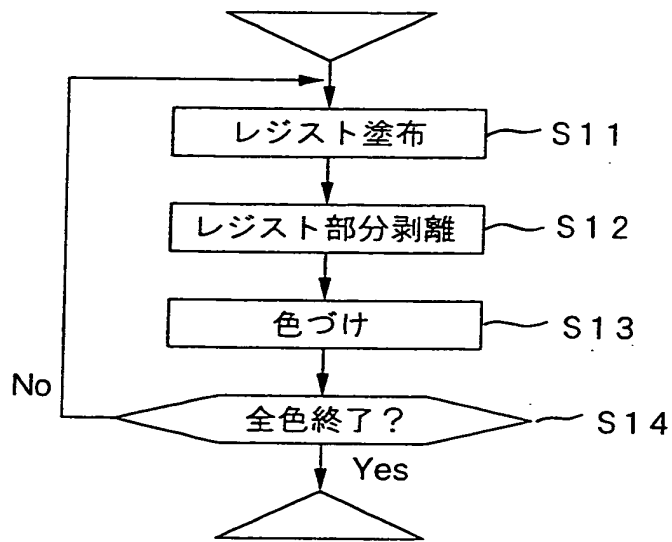 レジスト塗布
S11
レジスト部分剥離
S12
色づけ
S13
No
全色終了?
S14
Yes